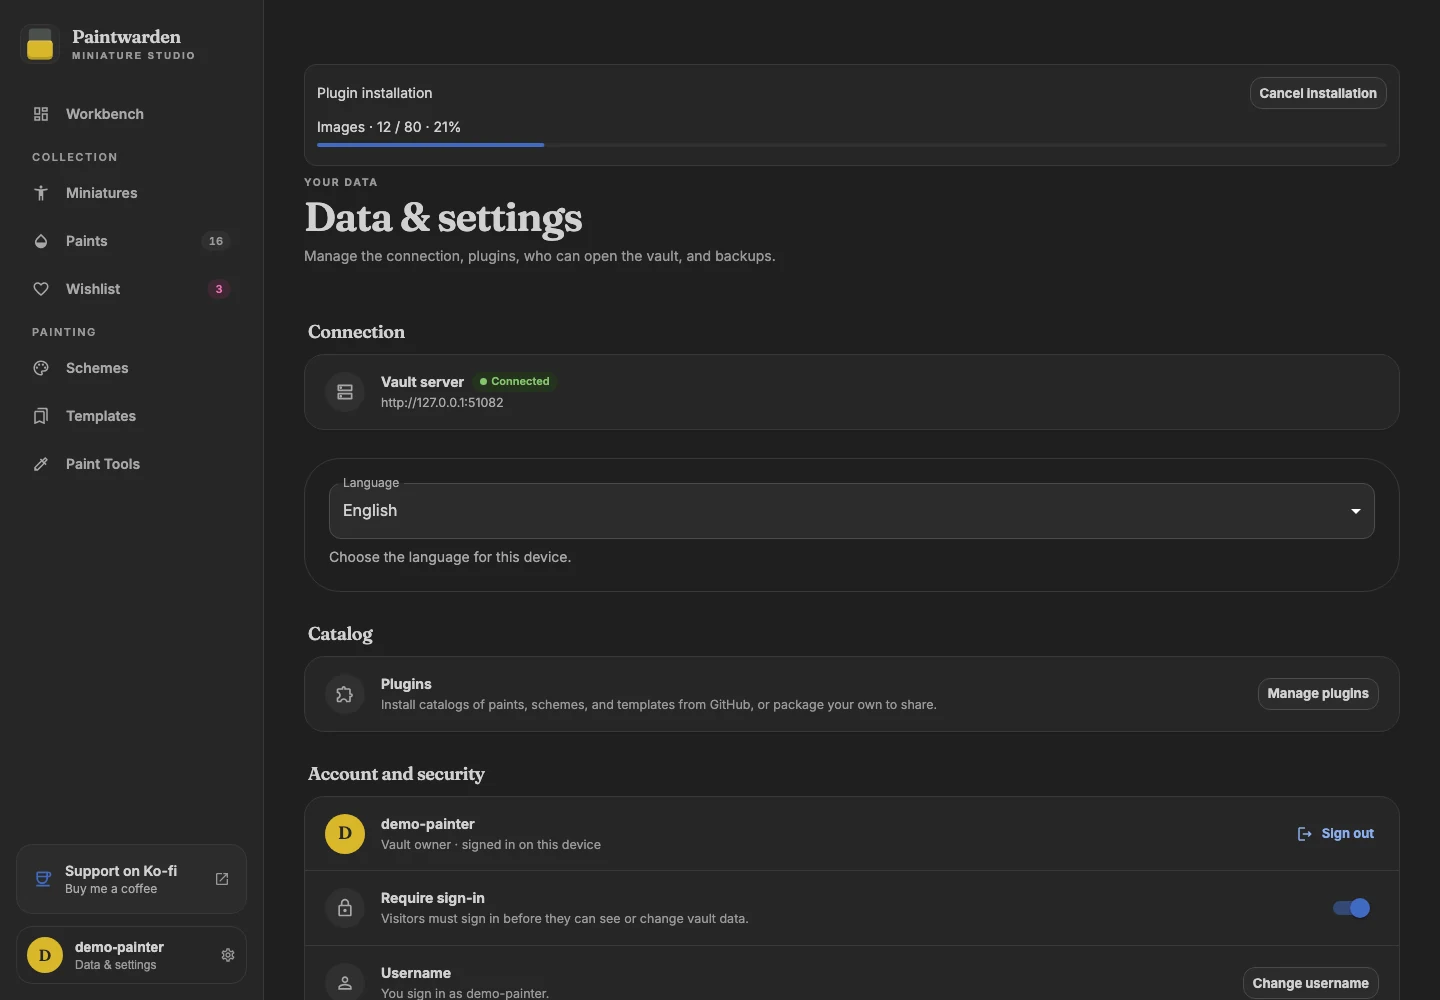 Paintwarden
MINIATURE STUDIO
Workbench
COLLECTION
Miniatures
Paints 16
Wishlist 3
PAINTING
Schemes
Templates
Paint Tools
Support on Ko-fi
Buy me a coffee
D demo-painter
Data & settings
Plugin installation
Cancel installation
Images · 12 / 80 · 21%
YOUR DATA
Data & settings
Manage the connection, plugins, who can open the vault, and backups.
Connection
Vault server Connected
http://127.0.0.1:51082
Language
English
Choose the language for this device.
Catalog
Plugins
Install catalogs of paints, schemes, and templates from GitHub, or package your own to share.
Manage plugins
Account and security
D demo-painter
Vault owner · signed in on this device
Sign out
Require sign-in
Visitors must sign in before they can see or change vault data.
Username
You sign in as demo-painter.
Change username